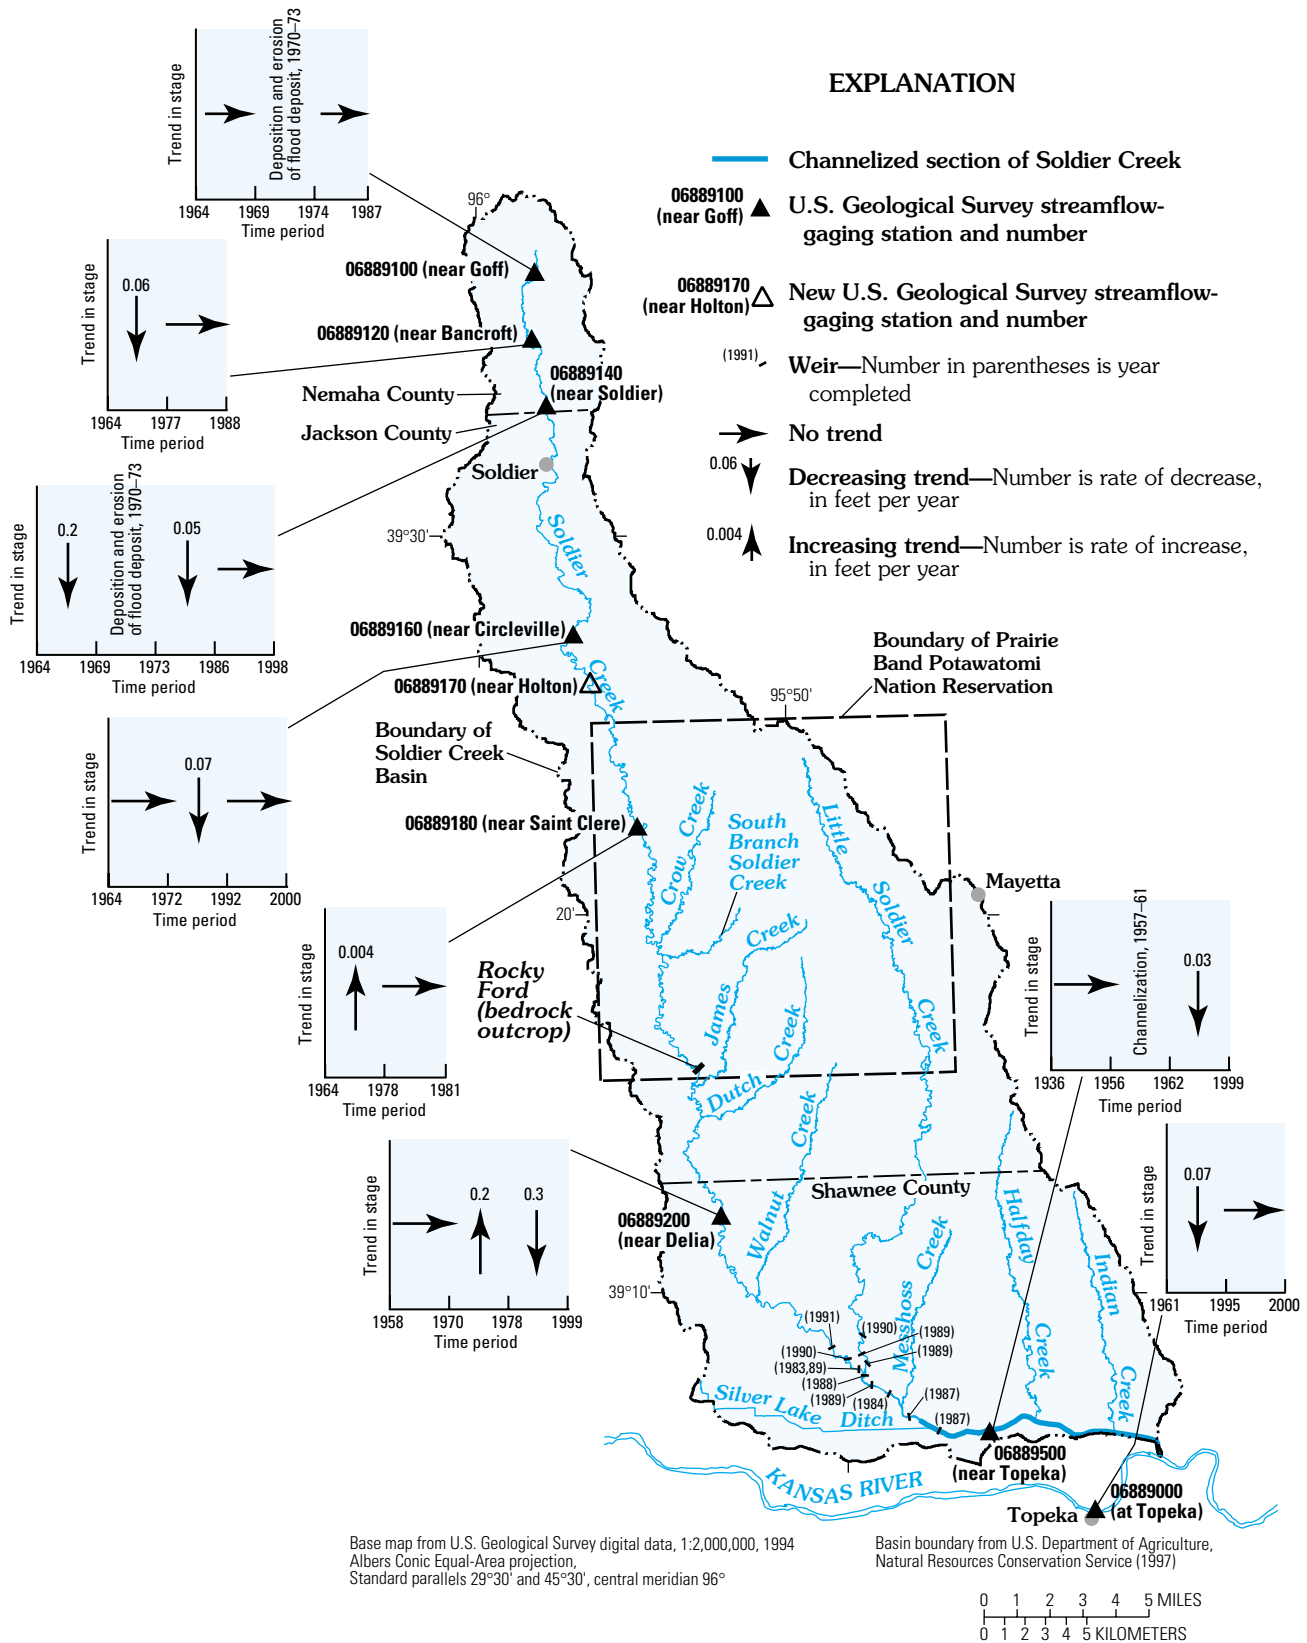 EXPLANATION
Channelized section of Soldier Creek
06889100
(near Goff)
U.S. Geological Survey streamflow-
gaging station and number
06889170
(near Holton)
New U.S. Geological Survey streamflow-
gaging station and number
(1991)
Weir—Number in parentheses is year
completed
No trend
0.06
Decreasing trend—Number is rate of decrease,
in feet per year
0.004
Increasing trend—Number is rate of increase,
in feet per year
Trend in stage
Deposition and erosion
of flood deposit, 1970–73
1964 1969 1974 1987
Time period
Trend in stage
0.06
1964 1977 1988
Time period
Trend in stage
0.2
Deposition and erosion
of flood deposit, 1970–73
0.05
1964 1969 1973 1986 1998
Time period
Trend in stage
0.07
1964 1972 1992 2000
Time period
Trend in stage
0.004
1964 1978 1981
Time period
Trend in stage
0.2 0.3
1958 1970 1978 1999
Time period
Trend in stage
Channelization, 1957–61
0.03
1936 1956 1962 1999
Time period
Trend in stage
0.07
1961 1995 2000
Time period
96°
06889100 (near Goff)
06889120 (near Bancroft)
06889140
(near Soldier)
Nemaha County
Jackson County
Soldier
39°30'
Soldier
06889160 (near Circleville)
Creek
06889170 (near Holton)
Boundary of Prairie
Band Potawatomi
Nation Reservation
95°50'
Boundary of
Soldier Creek
Basin
06889180 (near Saint Clere)
Crow Creek
South
Branch
Soldier
Creek
Little Soldier Creek
Mayetta
20'
Rocky
Ford
(bedrock
outcrop)
James Creek
Dutch Creek
Walnut Creek
Shawnee County
06889200
(near Delia)
39°10'
Messhoss Creek
Halfday Creek
Indian Creek
(1991)
(1990)
(1989)
(1990)
(1989)
(1983,89)
(1988)
(1989)
(1984)
(1987)
(1987)
Silver Lake Ditch
06889500
(near Topeka)
KANSAS RIVER
06889000
(at Topeka)
Topeka
Base map from U.S. Geological Survey digital data, 1:2,000,000, 1994
Albers Conic Equal-Area projection,
Standard parallels 29°30' and 45°30', central meridian 96°
Basin boundary from U.S. Department of Agriculture,
Natural Resources Conservation Service (1997)
0 1 2 3 4 5 MILES
0 1 2 3 4 5 KILOMETERS